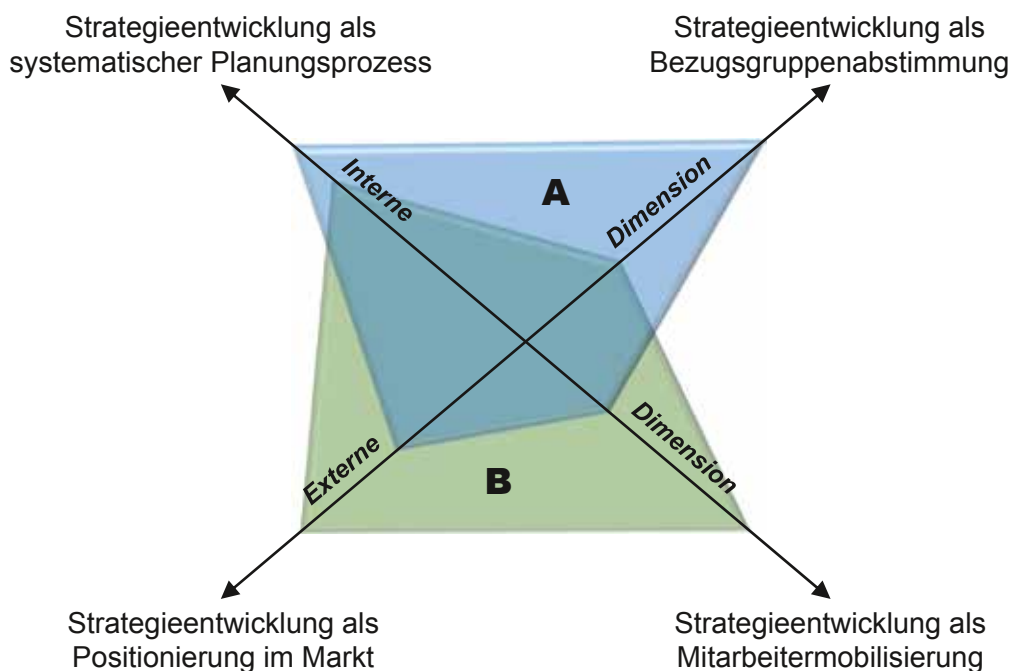 Strategieentwicklung als
systematischer Planungsprozess
Strategieentwicklung als
Bezugsgruppenabstimmung
Interne
A
Dimension
Externe
B
Dimension
Strategieentwicklung als
Positionierung im Markt
Strategieentwicklung als
Mitarbeitermobilisierung